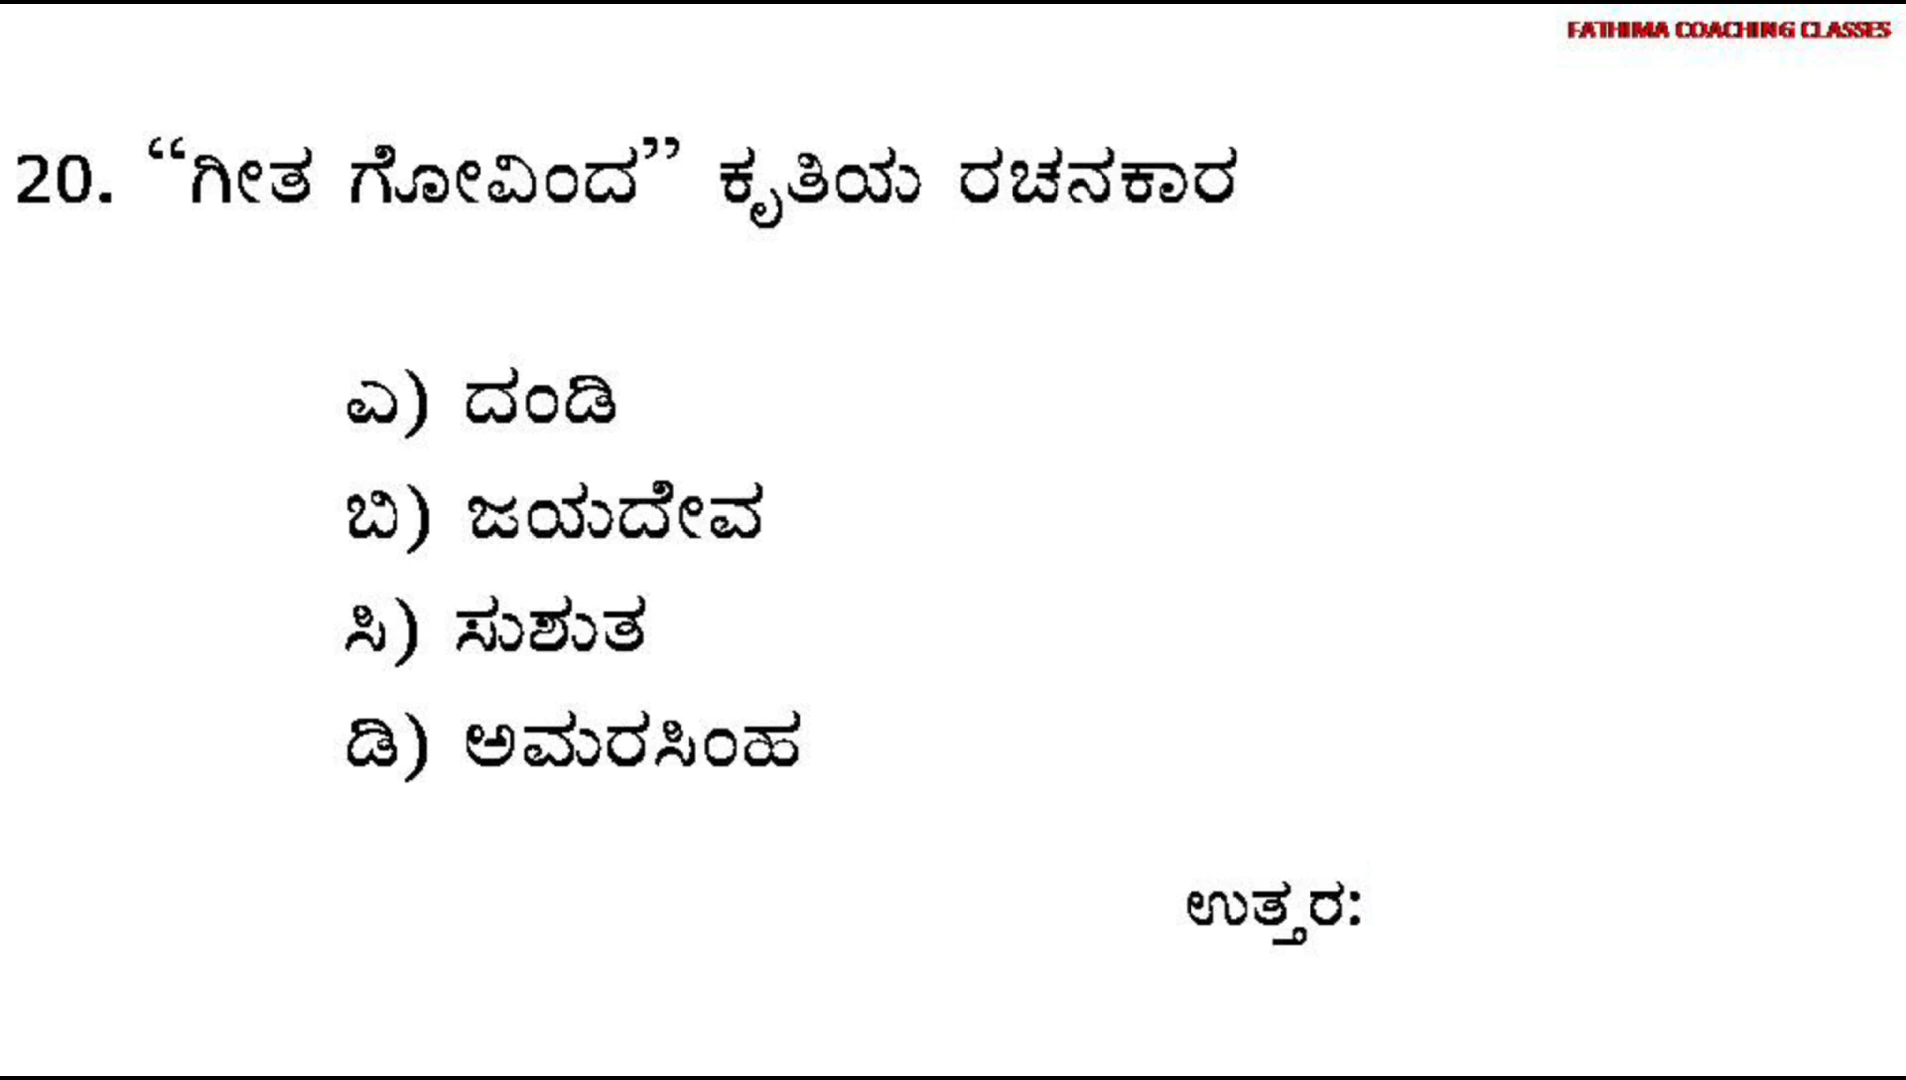 FATHIMA COACHING CLASSES
20. “ಗೀತ ಗೋವಿಂದ” ಕೃತಿಯ ರಚನಕಾರ
ಎ) ದಂಡಿ
ಬಿ) ಜಯದೇವ
ಸಿ) ಸುಶುತ
ಡಿ) ಅಮರಸಿಂಹ
ಉತ್ತರ: